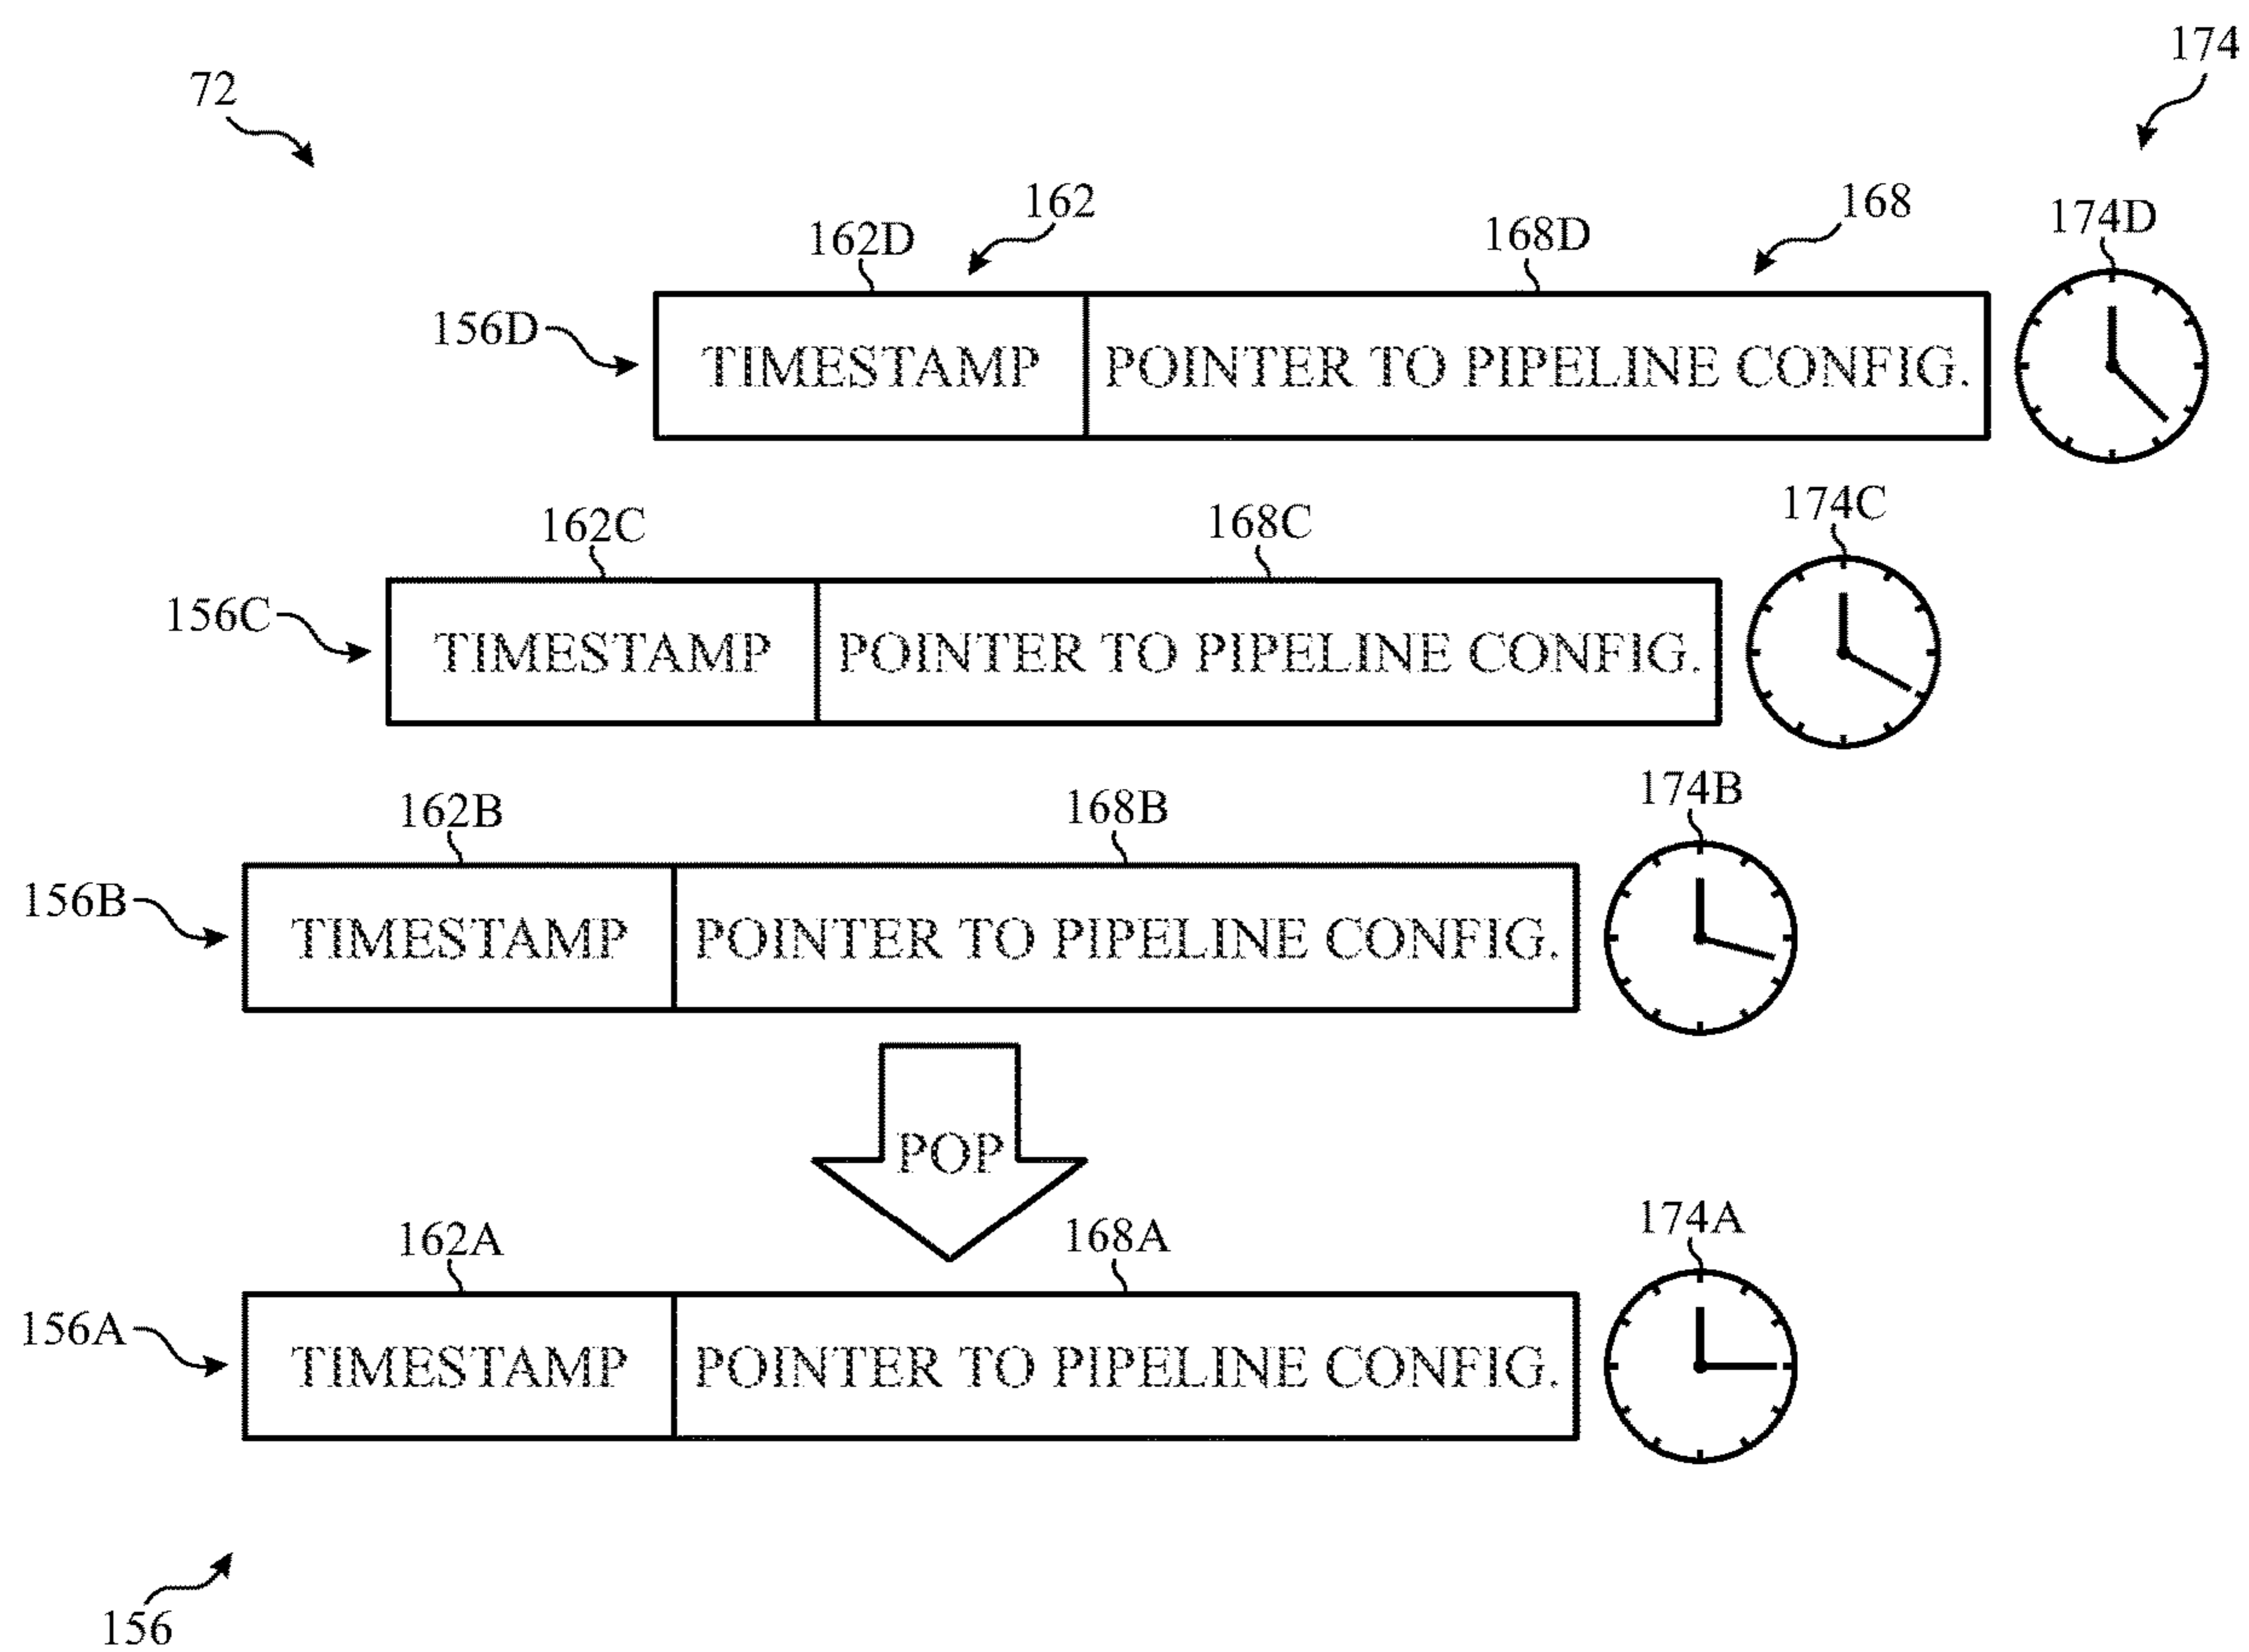 174
72
162
168
174D
162D
168D
156D
TIMESTAMP
POINTER TO PIPELINE CONFIG.
174C
162C
168C
156C
TIMESTAMP
POINTER TO PIPELINE CONFIG.
174B
162B
168B
156B
TIMESTAMP
POINTER TO PIPELINE CONFIG.
POP
174A
162A
168A
156A
TIMESTAMP
POINTER TO PIPELINE CONFIG.
156